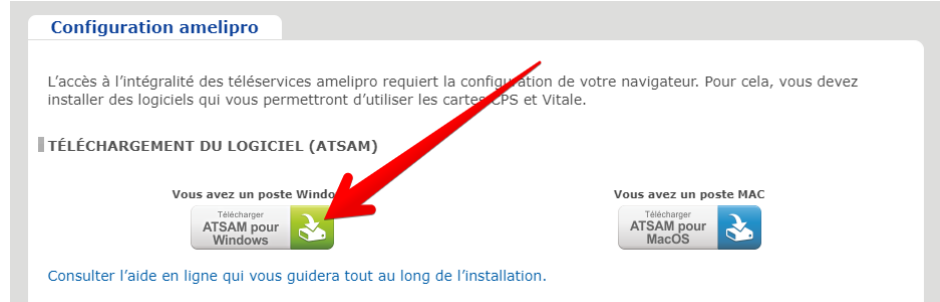 Configuration amelipro
L'accès à l'intégralité des téléservices amelipro requiert la configuration de votre navigateur. Pour cela, vous devez
installer des logiciels qui vous permettront d'utiliser les cartes CPS et Vitale.
TÉLÉCHARGEMENT DU LOGICIEL (ATSAM)
Vous avez un poste
Télécharger
ATSAM pour
Windows
Vous avez un poste MAC
Télécharger
ATSAM pour
MacOS
Consulter l'aide en ligne qui vous guidera tout au long de l'installation.